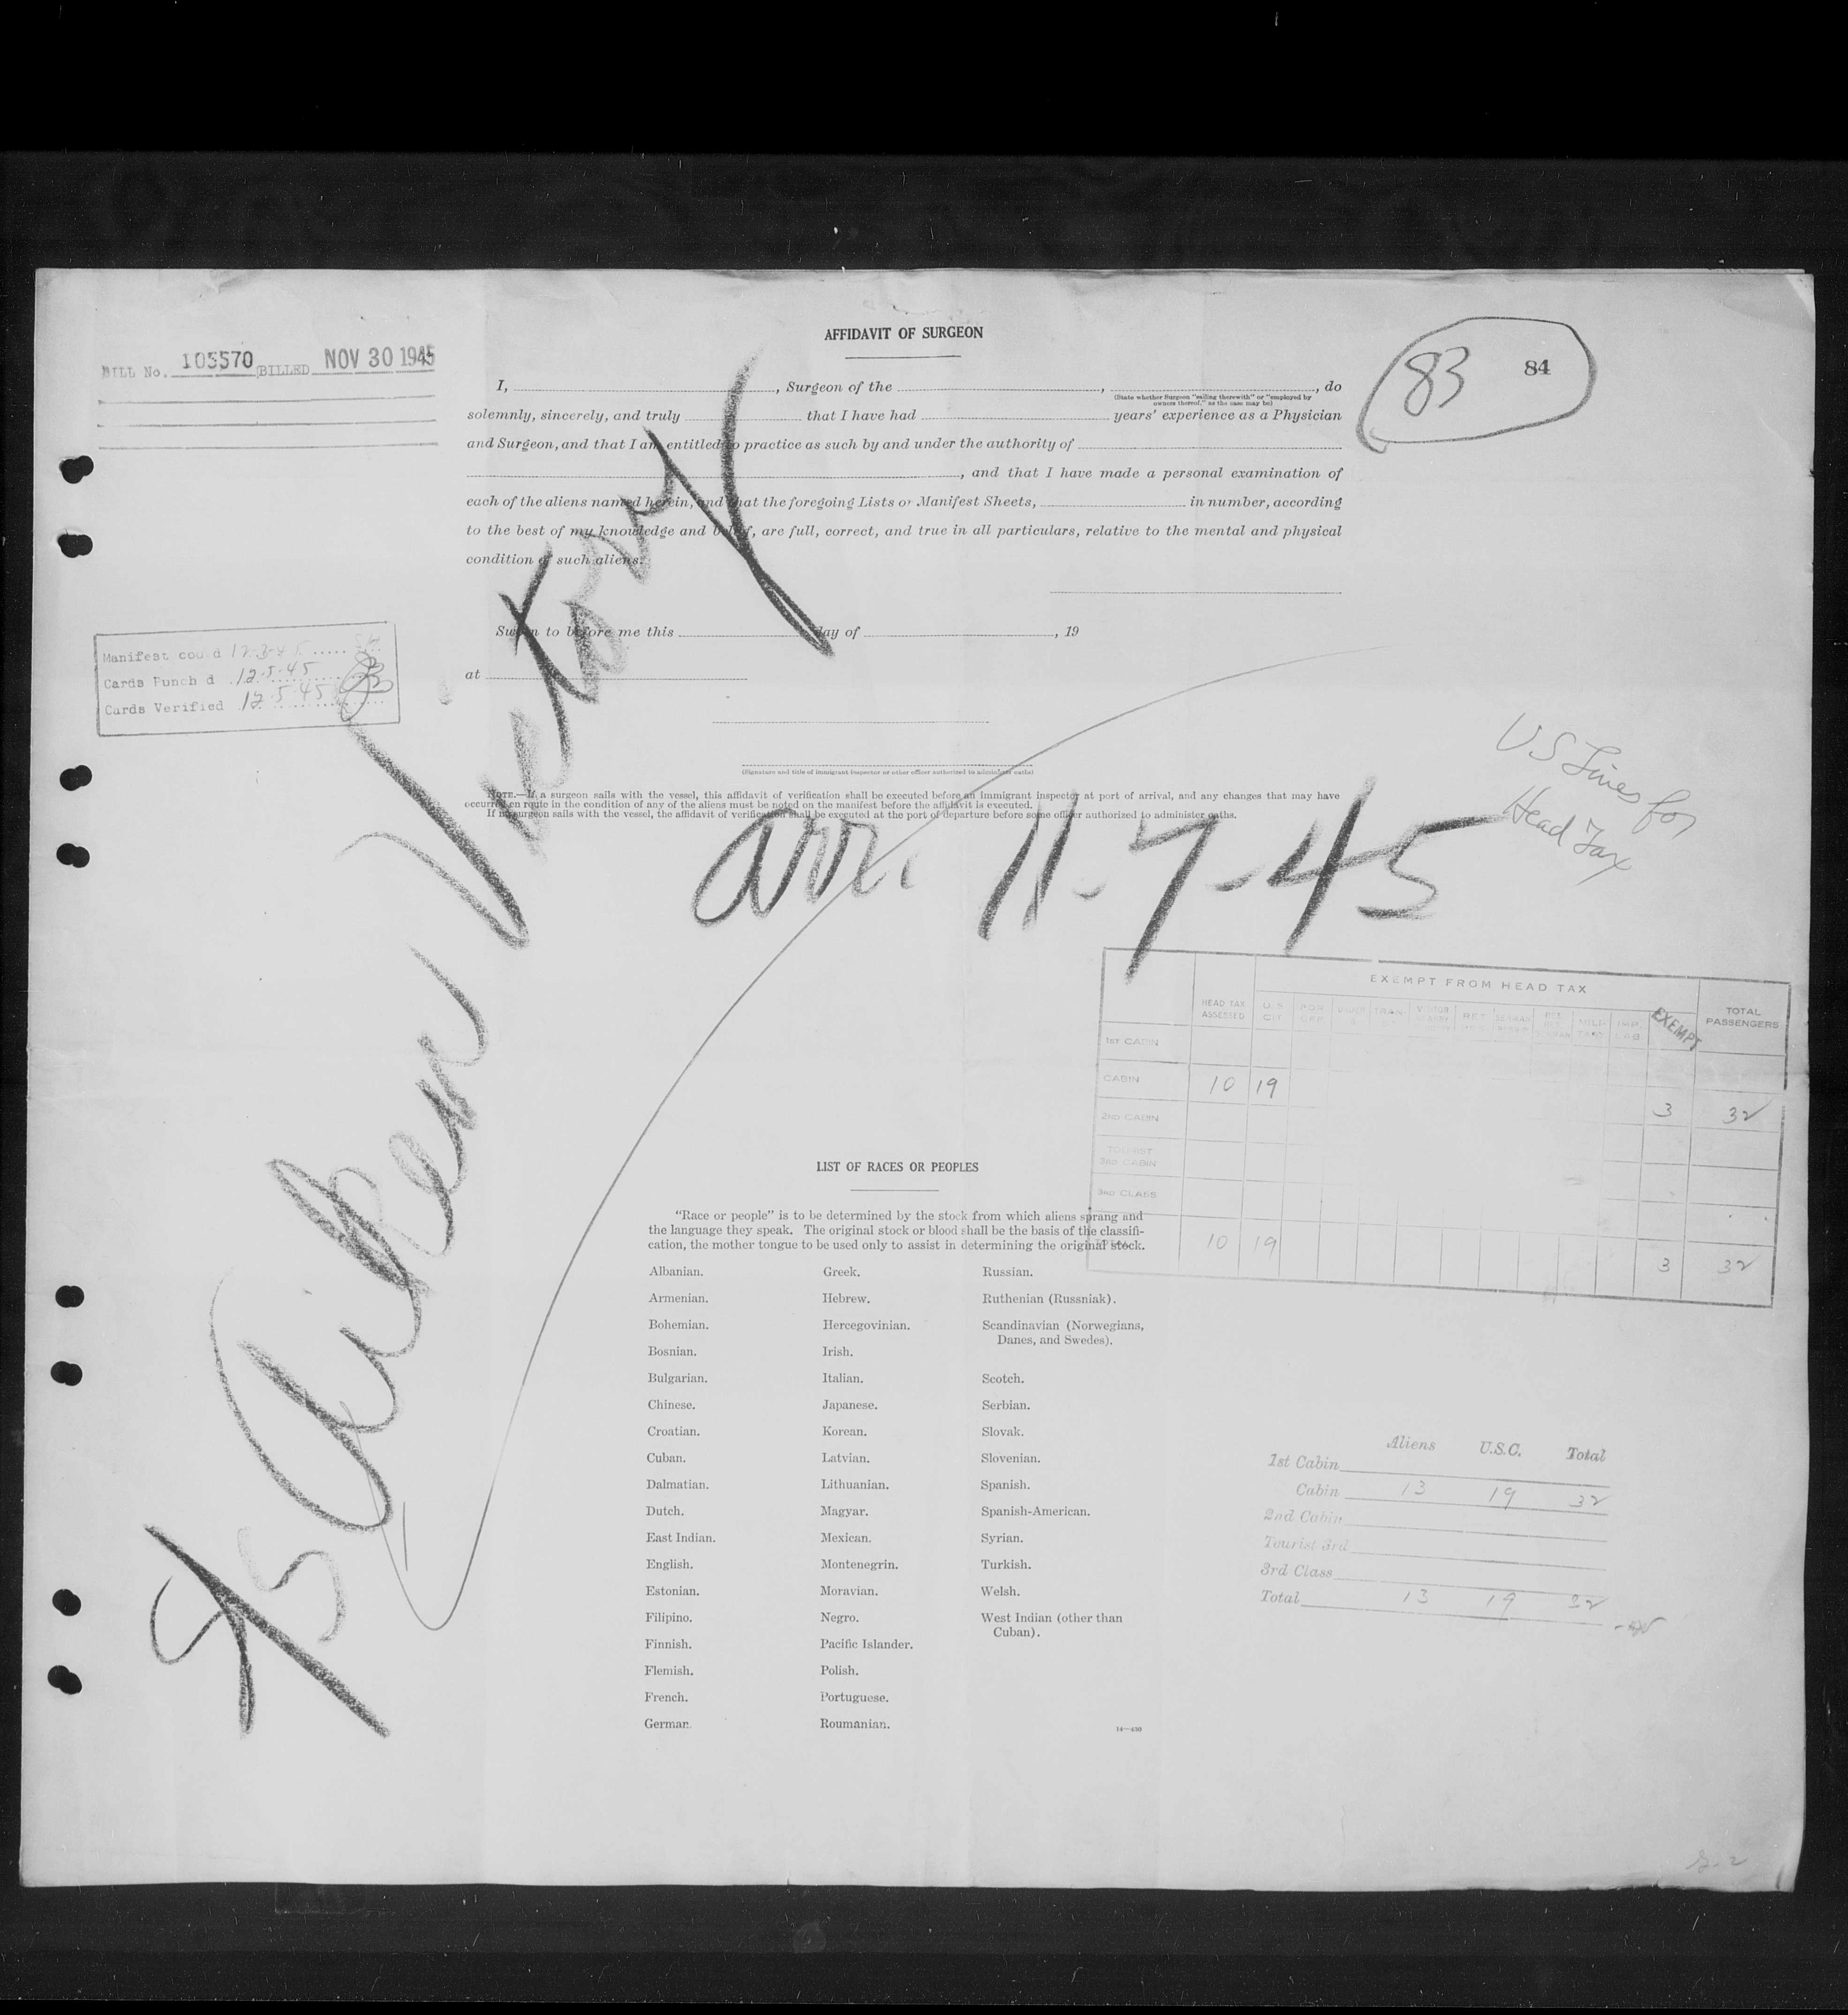 AFFIDAVIT OF SURGEON
BILL No. 103570 BILLED NOV 30 1945
83 84
I, , Surgeon of the , , do
(State whether Surgeon "sailing therewith" or "employed by owners thereof," as the case may be)
solemnly, sincerely, and truly that I have had years' experience as a Physician
and Surgeon, and that I am entitled to practice as such by and under the authority of
, and that I have made a personal examination of
each of the aliens named herein, and that the foregoing Lists or Manifest Sheets, in number, according
to the best of my knowledge and belief, are full, correct, and true in all particulars, relative to the mental and physical
condition of such aliens.
Sworn to before me this day of , 19
at
Manifest cou d 12-3-45
Cards Punch d 12-5-45
Cards Verified 12-5-45
(Signature and title of immigrant inspector or other officer authorized to administer oaths)
NOTE.—If a surgeon sails with the vessel, this affidavit of verification shall be executed before an immigrant inspector at port of arrival, and any changes that may have
occurred en route in the condition of any of the aliens must be noted on the manifest before the affidavit is executed.
If no surgeon sails with the vessel, the affidavit of verification shall be executed at the port of departure before some officer authorized to administer oaths.
US Lines for
Head Tax
Victory
arr. 11-7-45
EXEMPT FROM HEAD TAX
HEAD TAX ASSESSED U.S. CIT. TRAN EXEMPT TOTAL PASSENGERS
1ST CABIN
CABIN 10 19
2ND CABIN 3 32
TOURIST
3RD CABIN
3RD CLASS
10 19 3 32
LIST OF RACES OR PEOPLES
"Race or people" is to be determined by the stock from which aliens sprang and
the language they speak. The original stock or blood shall be the basis of the classifi-
cation, the mother tongue to be used only to assist in determining the original stock.
Albanian. Greek. Russian.
Armenian. Hebrew. Ruthenian (Russniak).
Bohemian. Hercegovinian. Scandinavian (Norwegians,
Danes, and Swedes).
Bosnian. Irish.
Bulgarian. Italian. Scotch.
Chinese. Japanese. Serbian.
Croatian. Korean. Slovak.
Cuban. Latvian. Slovenian.
Dalmatian. Lithuanian. Spanish.
Dutch. Magyar. Spanish-American.
East Indian. Mexican. Syrian.
English. Montenegrin. Turkish.
Estonian. Moravian. Welsh.
Filipino. Negro. West Indian (other than
Cuban).
Finnish. Pacific Islander.
Flemish. Polish.
French. Portuguese.
German. Roumanian.
14—430
Aliens U.S.C. Total
1st Cabin
Cabin 13 19 32
2nd Cabin
Tourist 3rd
3rd Class
Total 13 19 32